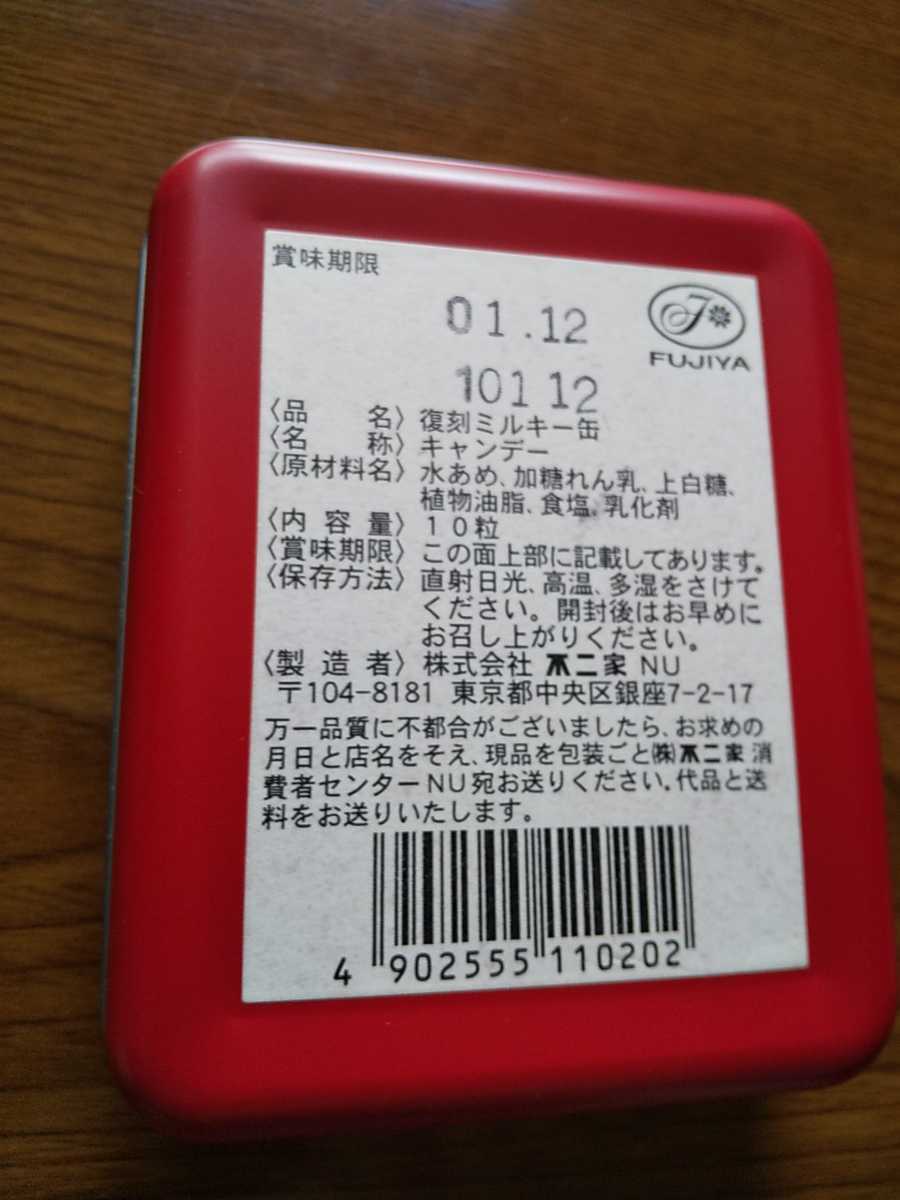 賞味期限
01.12
FUJIYA
101 12
〈品名〉復刻ミルキー缶
〈名称〉キャンデー
〈原材料名〉水あめ、加糖れん乳、上白糖、
植物油脂、食塩、乳化剤
〈内容量〉10粒
〈賞味期限〉この面上部に記載してあります。
〈保存方法〉直射日光、高温、多湿をさけて
ください。開封後はお早めに
お召し上がりください。
〈製造者〉株式会社 不二家 NU
〒104-8181 東京都中央区銀座7-2-17
万一品質に不都合がございましたら、お求めの
月日と店名をそえ、現品を包装ごと㈱不二家 消
費者センターNU宛お送りください。代品と送
料をお送りいたします。
4 902555 110202